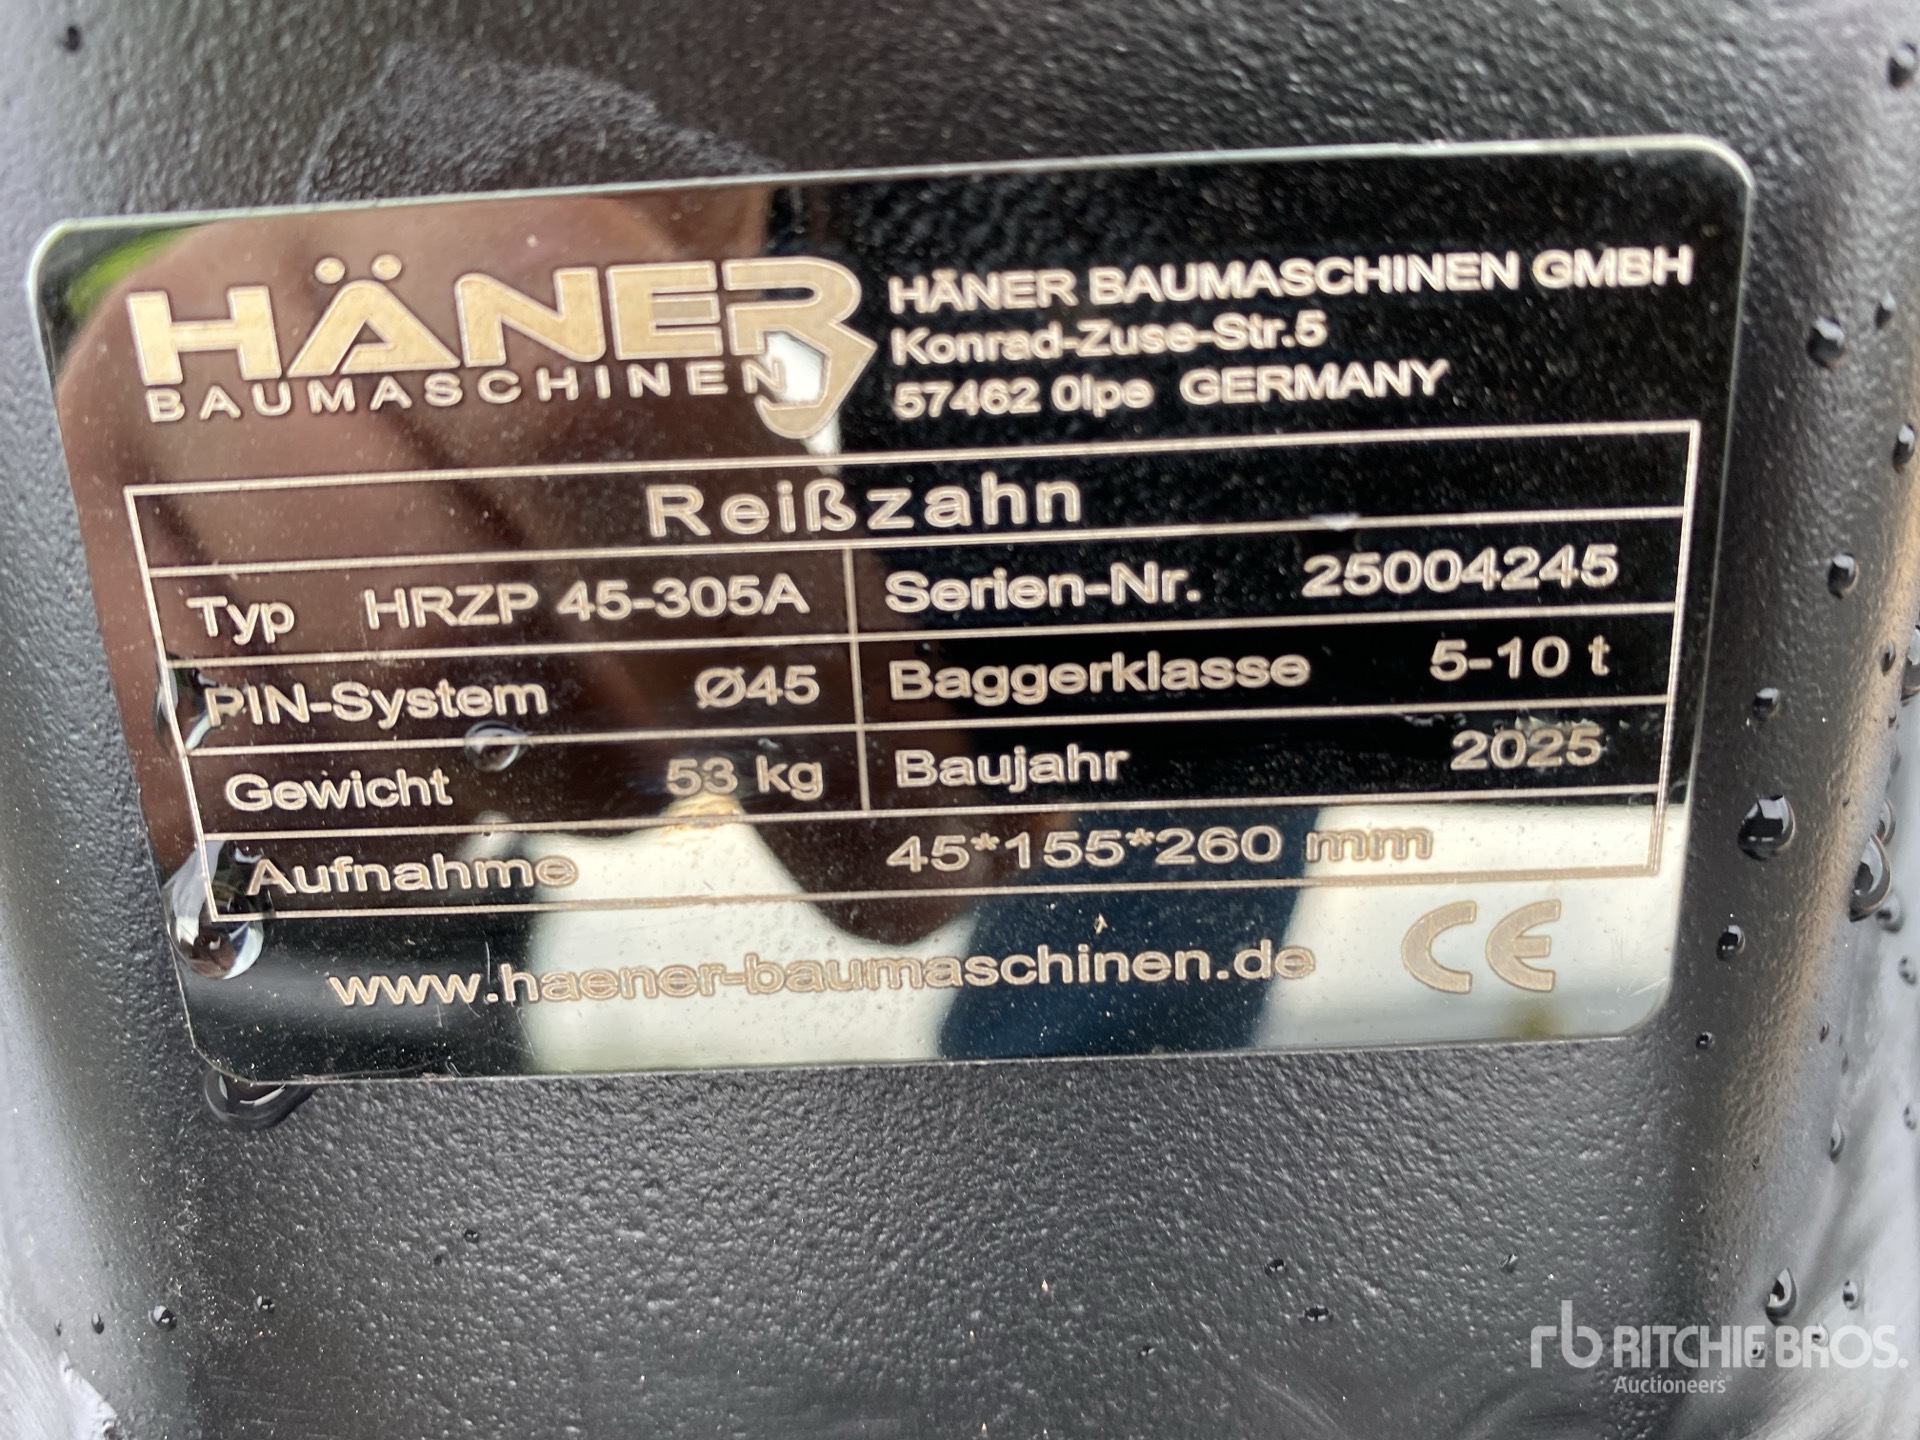 HÄNER
BAUMASCHINEN
HÄNER BAUMASCHINEN GMBH
Konrad-Zuse-Str.5
57462 Olpe GERMANY
Reißzahn
Typ HRZP 45-305A Serien-Nr. 25004245
PIN-System Ø45 Baggerklasse 5-10 t
Gewicht 53 kg Baujahr 2025
Aufnahme 45*155*260 mm
www.haener-baumaschinen.de CE
rb RITCHIE BROS.
Auctioneers